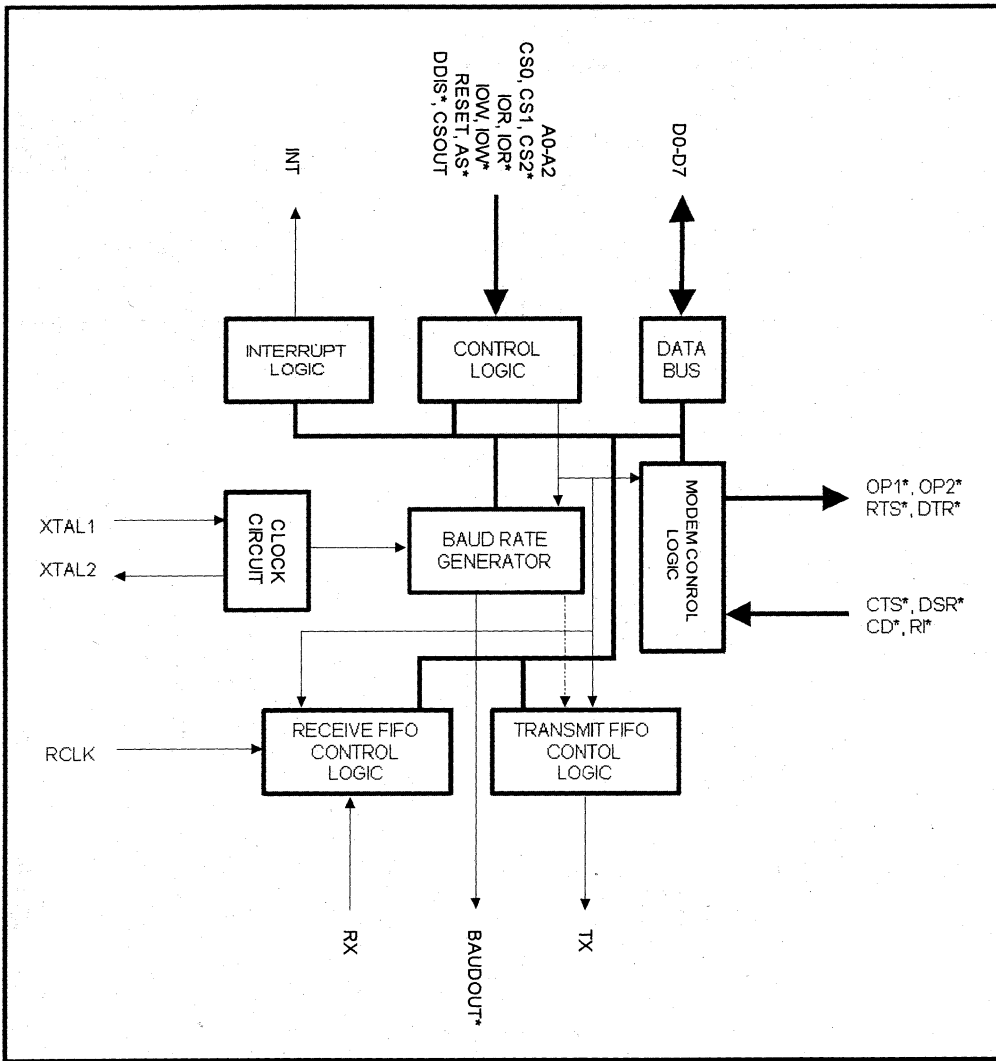 INT
A0-A2
CS0, CS1, CS2*
IOR, IOR*
IOW, IOW*
RESET, AS*
DDIS*, CSOUT
D0-D7
INTERRUPT
LOGIC
CONTROL
LOGIC
DATA
BUS
XTAL1
XTAL2
CLOCK
CIRCUIT
BAUD RATE
GENERATOR
MODEM CONROL
LOGIC
OP1*, OP2*
RTS*, DTR*
CTS*, DSR*
CD*, RI*
RCLK
RECEIVE FIFO
CONTROL
LOGIC
TRANSMIT FIFO
CONTOL
LOGIC
RX
BAUDOUT*
TX